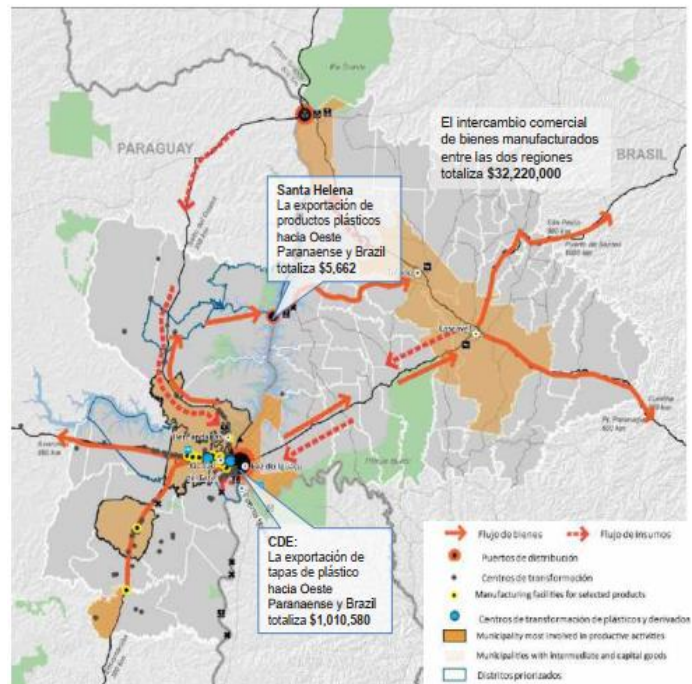 PARAGUAY
El intercambio comercial
de bienes manufacturados
entre las dos regiones
totaliza $32,220,000
BRASIL
Santa Helena
La exportación de
productos plásticos
hacia Oeste
Paranaense y Brazil
totaliza $5,662
Cascavel
Foz do Iguaçu
CDE:
La exportación de
tapas de plástico
hacia Oeste
Paranaense y Brazil
totaliza $1,010,580
Flujo de bienes
Flujo de insumos
Puertos de distribución
Centros de transformación
Manufacturing facilities for selected products
Centros de transformación de plásticos y derivados
Municipality most involved in productive activities
Municipalities with intermediate and capital goods
Distritos priorizados